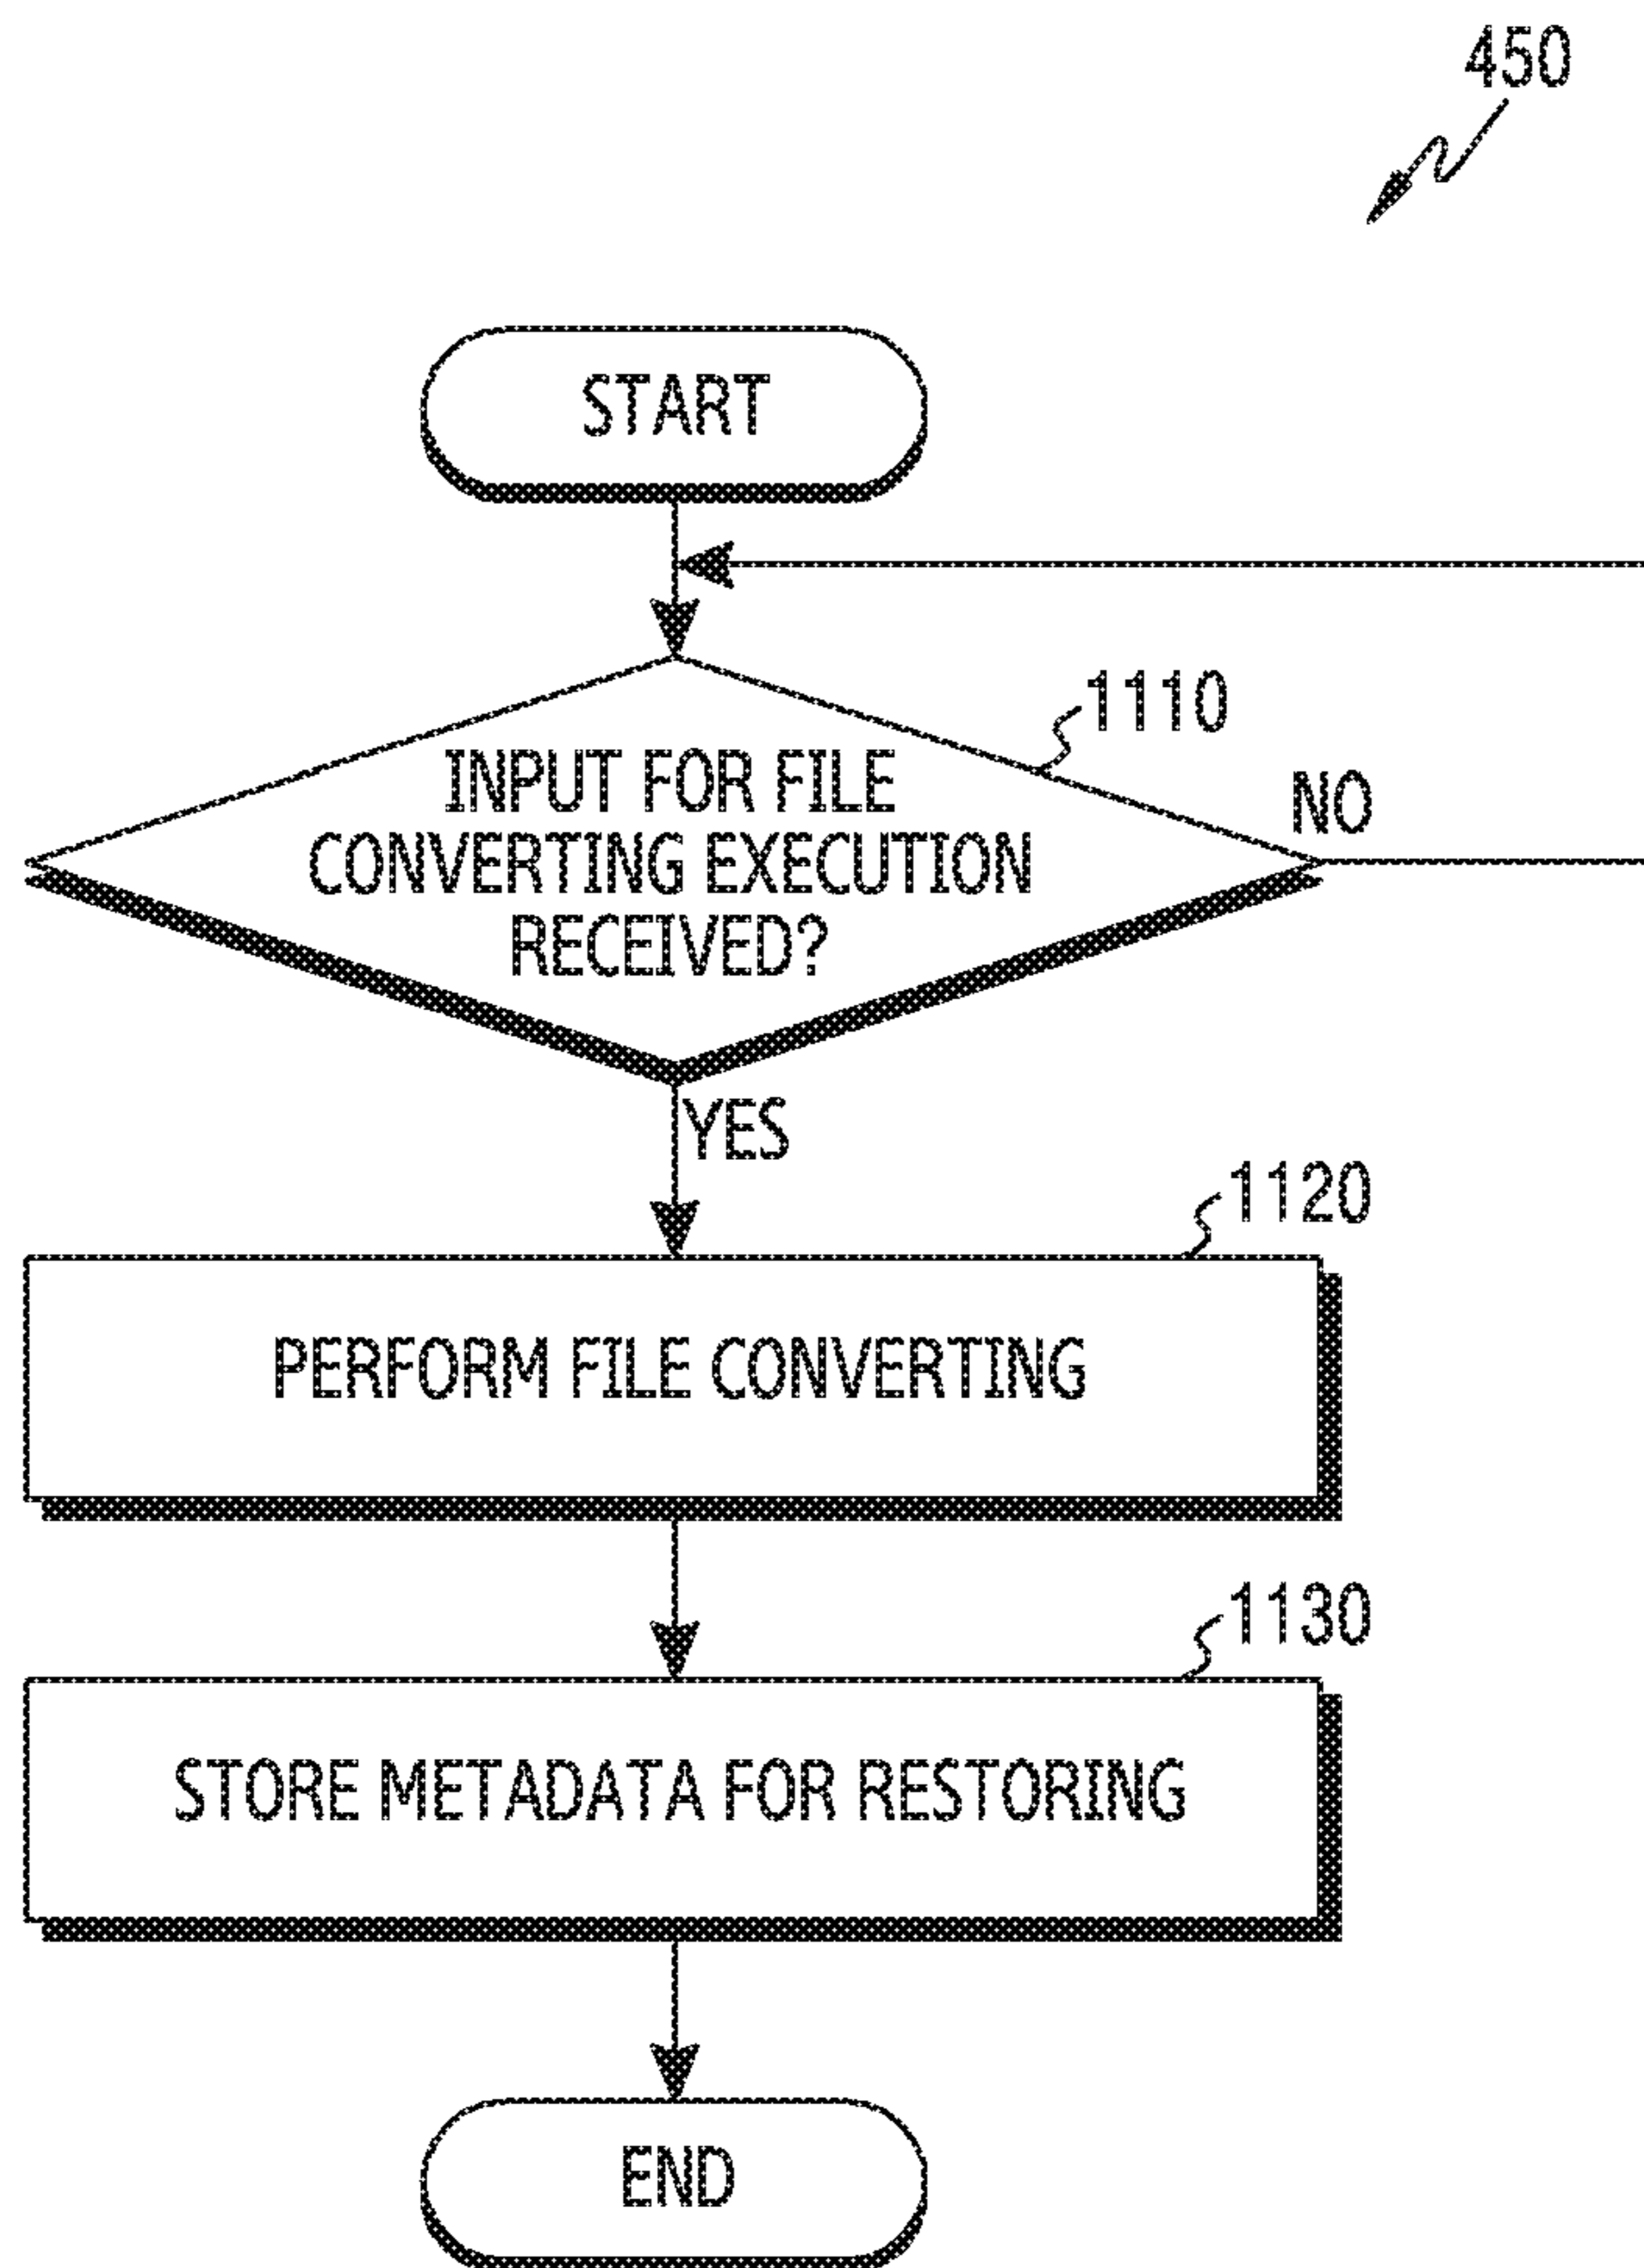 450
START
1110
INPUT FOR FILE
CONVERTING EXECUTION
RECEIVED?
NO
YES
1120
PERFORM FILE CONVERTING
1130
STORE METADATA FOR RESTORING
END